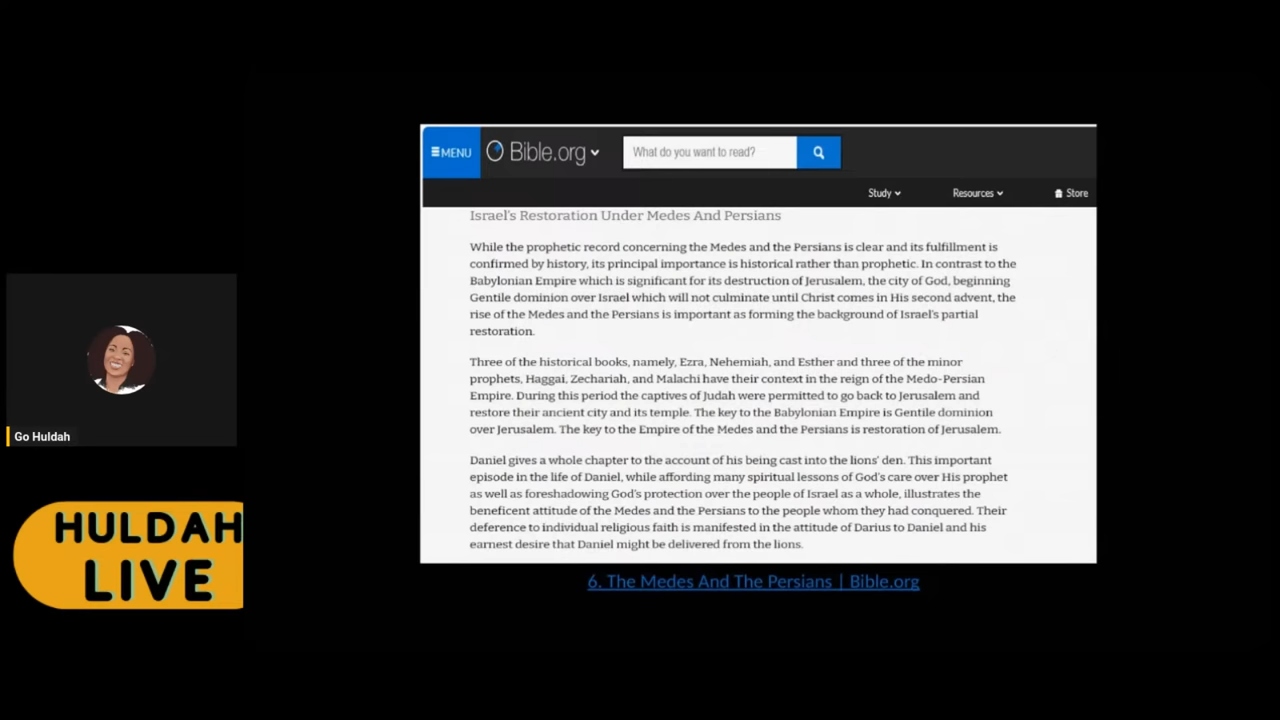 MENU
Bible.org
What do you want to read?
Study
Resources
Store
Israel's Restoration Under Medes And Persians
While the prophetic record concerning the Medes and the Persians is clear and its fulfillment is
confirmed by history, its principal importance is historical rather than prophetic. In contrast to the
Babylonian Empire which is significant for its destruction of Jerusalem, the city of God, beginning
Gentile dominion over Israel which will not culminate until Christ comes in His second advent, the
rise of the Medes and the Persians is important as forming the background of Israel's partial
restoration.
Three of the historical books, namely, Ezra, Nehemiah, and Esther and three of the minor
prophets, Haggai, Zechariah, and Malachi have their context in the reign of the Medo-Persian
Empire. During this period the captives of Judah were permitted to go back to Jerusalem and
restore their ancient city and its temple. The key to the Babylonian Empire is Gentile dominion
over Jerusalem. The key to the Empire of the Medes and the Persians is restoration of Jerusalem.
Daniel gives a whole chapter to the account of his being cast into the lions' den. This important
episode in the life of Daniel, while affording many spiritual lessons of God's care over His prophet
as well as foreshadowing God's protection over the people of Israel as a whole, illustrates the
beneficent attitude of the Medes and the Persians to the people whom they had conquered. Their
deference to individual religious faith is manifested in the attitude of Darius to Daniel and his
earnest desire that Daniel might be delivered from the lions.
6. The Medes And The Persians | Bible.org
Go Huldah
HULDAH
LIVE